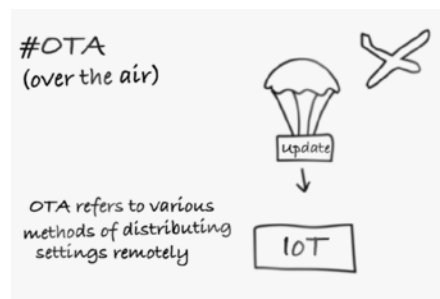 #OTA
(over the air)
update
OTA refers to various
methods of distributing
settings remotely
IOT